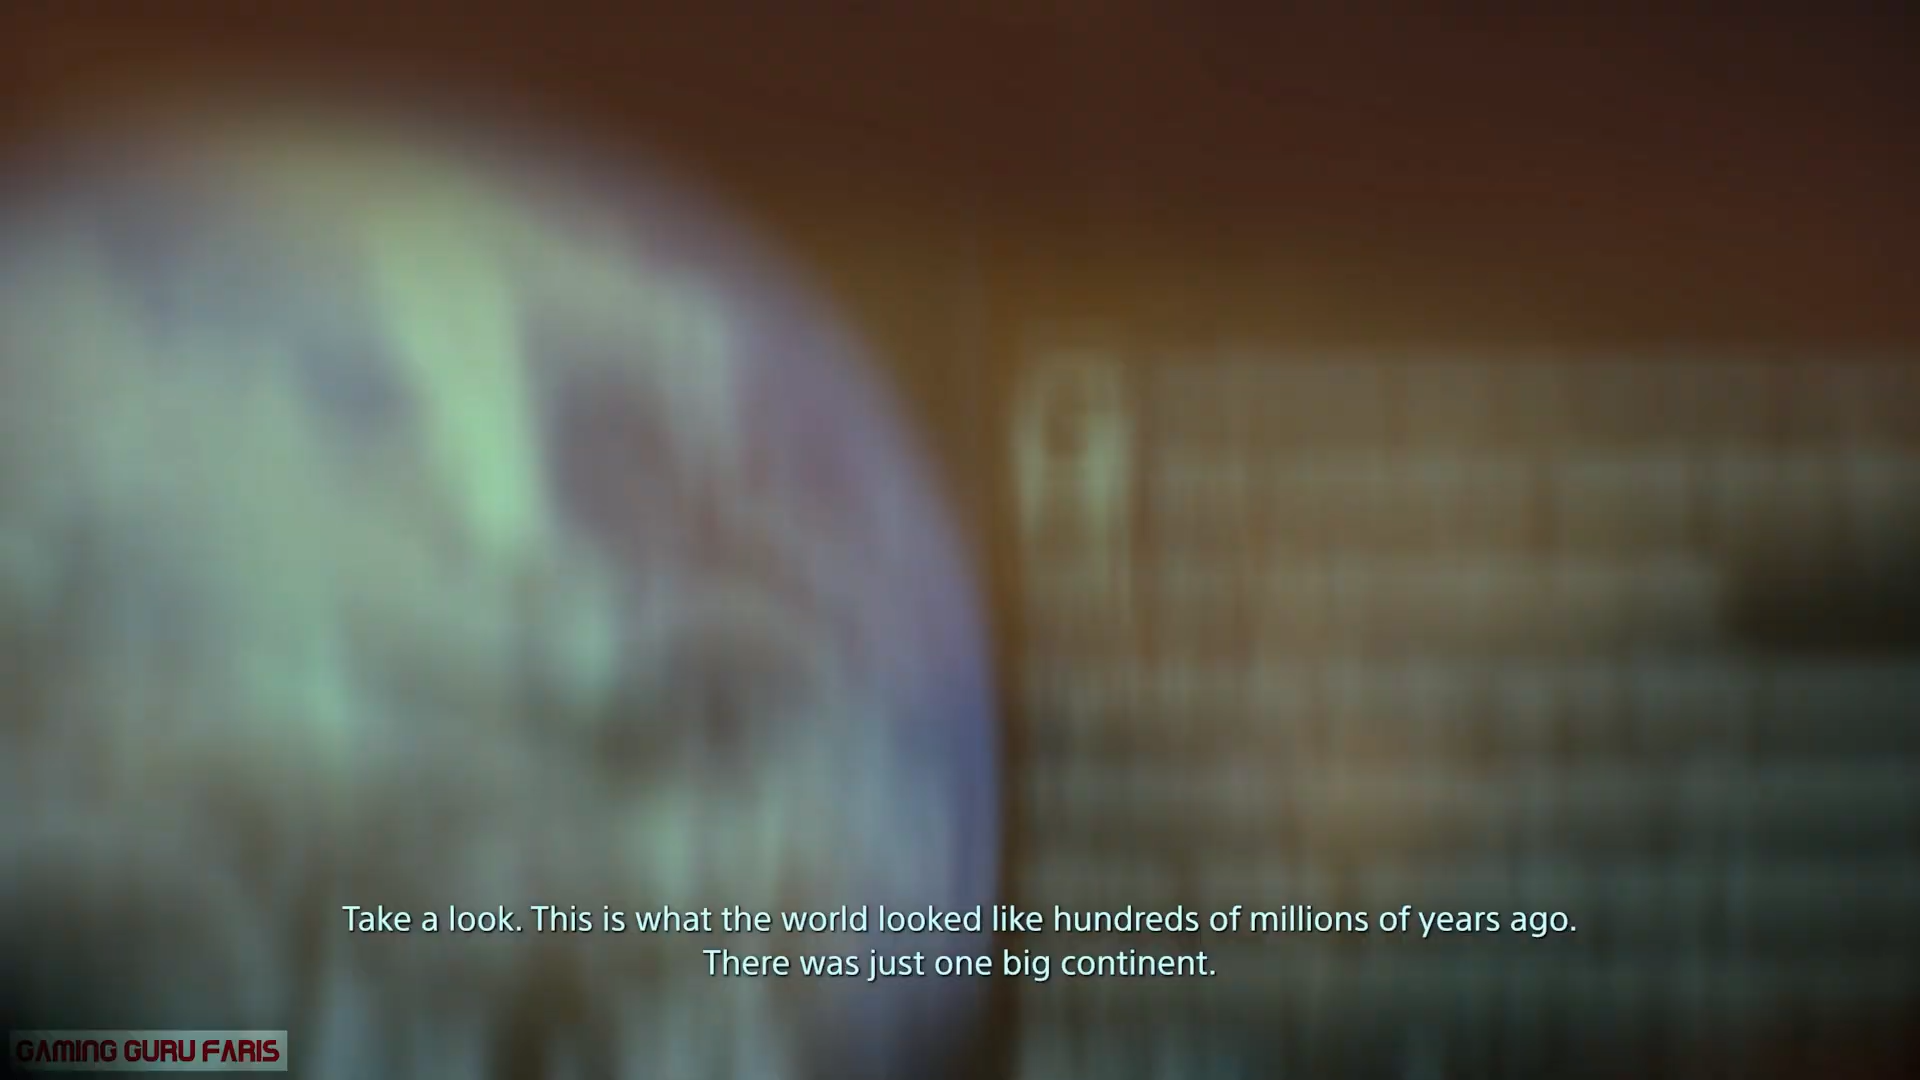 Take a look. This is what the world looked like hundreds of millions of years ago.
There was just one big continent.
GAMING GURU FARIS